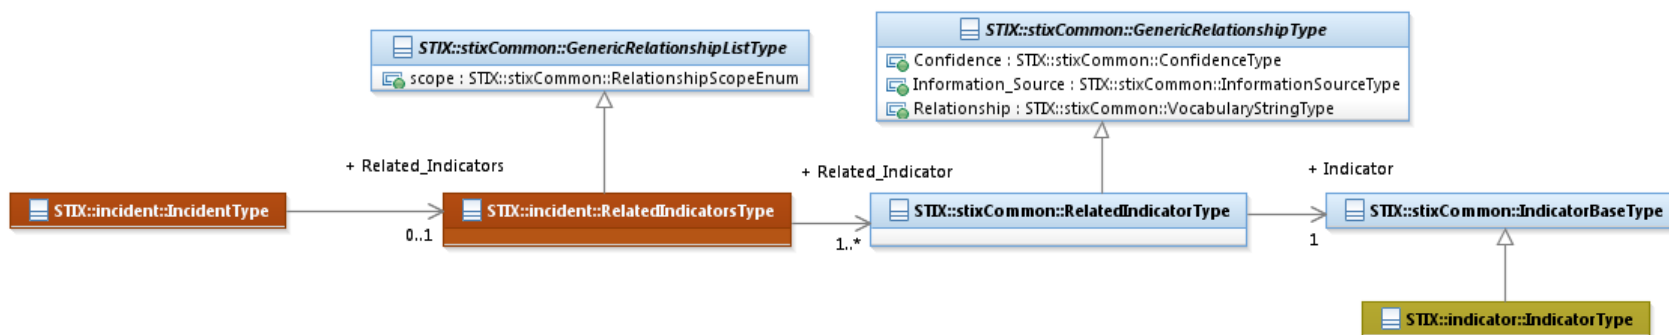 STIX::stixCommon::GenericRelationshipListType
scope : STIX::stixCommon::RelationshipScopeEnum
STIX::stixCommon::GenericRelationshipType
Confidence : STIX::stixCommon::ConfidenceType
Information_Source : STIX::stixCommon::InformationSourceType
Relationship : STIX::stixCommon::VocabularyStringType
+ Related_Indicators
+ Related_Indicator
+ Indicator
STIX::incident::IncidentType
STIX::incident::RelatedIndicatorsType
STIX::stixCommon::RelatedIndicatorType
STIX::stixCommon::IndicatorBaseType
0..1
1..*
1
STIX::indicator::IndicatorType